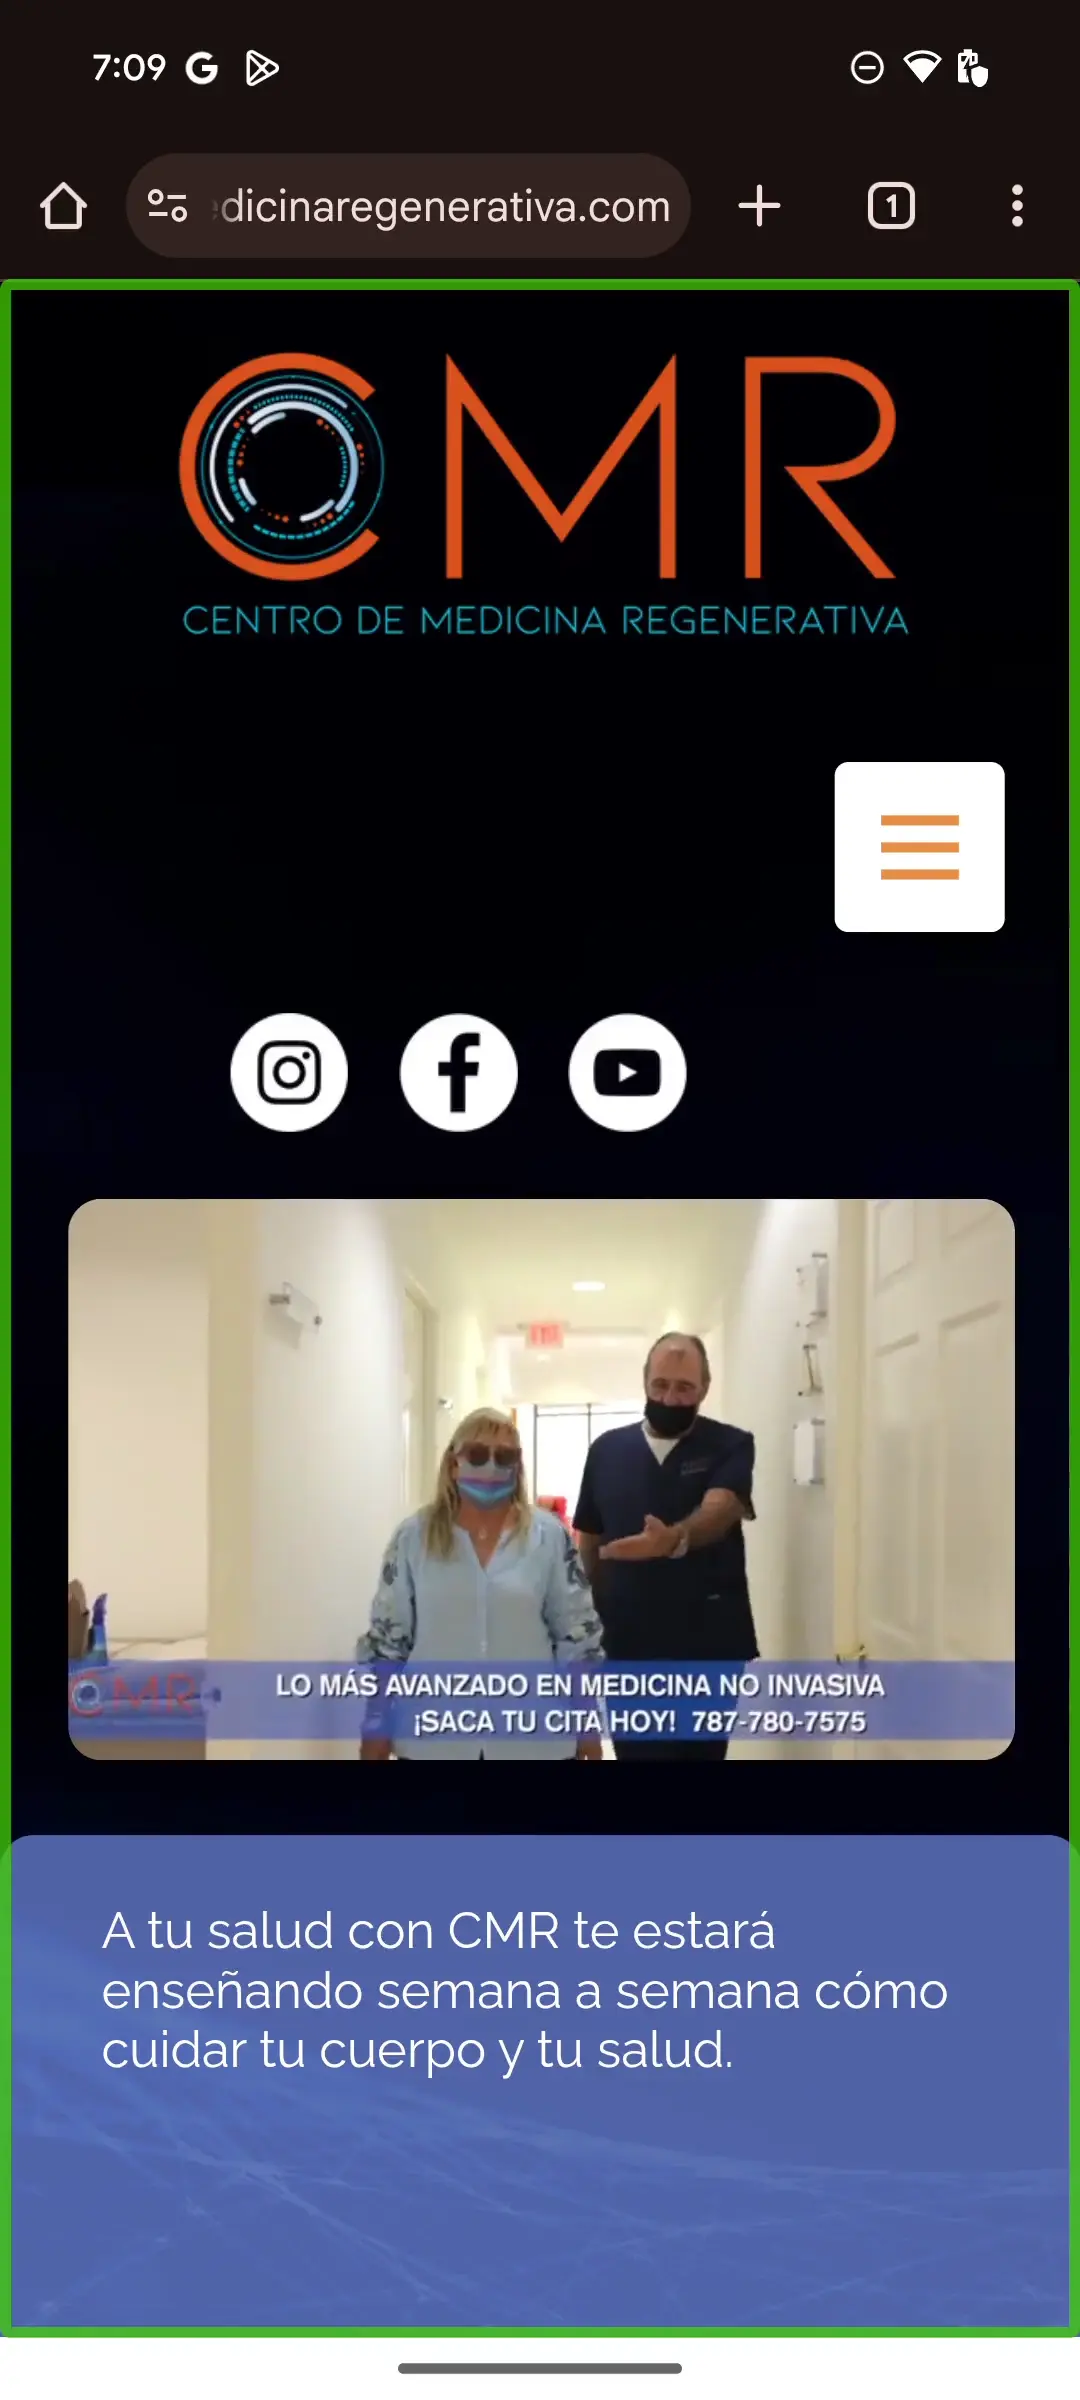 7:09
dicinaregenerativa.com
1
CMR
CENTRO DE MEDICINA REGENERATIVA
CMR
LO MÁS AVANZADO EN MEDICINA NO INVASIVA
¡SACA TU CITA HOY! 787-780-7575
A tu salud con CMR te estará
enseñando semana a semana cómo
cuidar tu cuerpo y tu salud.